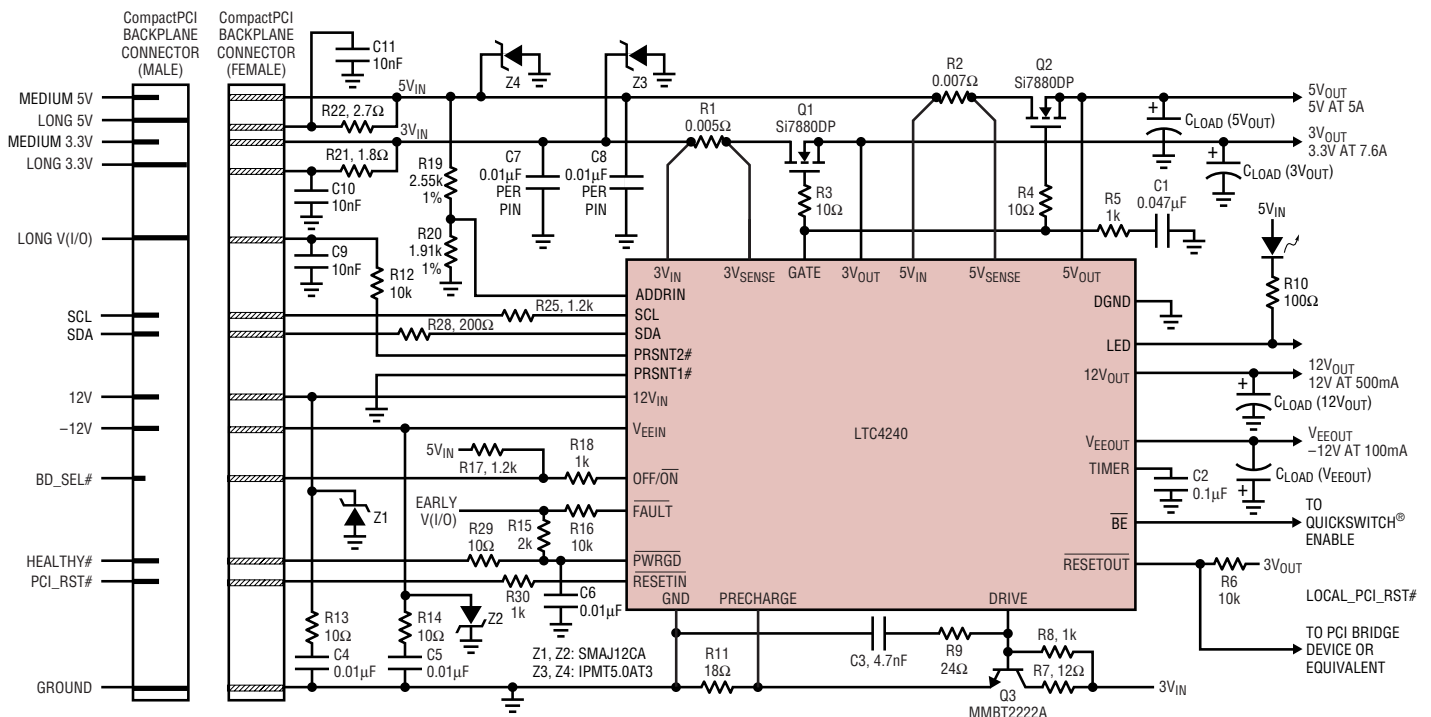 CompactPCI
BACKPLANE
CONNECTOR
(MALE)
CompactPCI
BACKPLANE
CONNECTOR
(FEMALE)
MEDIUM 5V
LONG 5V
MEDIUM 3.3V
LONG 3.3V
LONG V(I/O)
SCL
SDA
12V
–12V
BD_SEL#
HEALTHY#
PCI_RST#
GROUND
C11
10nF
R22, 2.7Ω
5VIN
3VIN
R21, 1.8Ω
C10
10nF
C9
10nF
R12
10k
R19
2.55k
1%
R20
1.91k
1%
Z4
Z3
C7
0.01µF
PER
PIN
C8
0.01µF
PER
PIN
R1
0.005Ω
Q1
Si7880DP
R3
10Ω
R2
0.007Ω
Q2
Si7880DP
R4
10Ω
R5
1k
C1
0.047µF
CLOAD (5VOUT)
CLOAD (3VOUT)
5VOUT
5V AT 5A
3VOUT
3.3V AT 7.6A
5VIN
R10
100Ω
R25, 1.2k
R28, 200Ω
3VIN
3VSENSE
GATE
3VOUT
5VIN
5VSENSE
5VOUT
ADDRIN
SCL
SDA
PRSNT2#
PRSNT1#
12VIN
VEEIN
OFF/ON
FAULT
PWRGD
RESETIN
GND
PRECHARGE
DRIVE
LTC4240
DGND
LED
12VOUT
VEEOUT
TIMER
BE
RESETOUT
12VOUT
12V AT 500mA
CLOAD (12VOUT)
VEEOUT
–12V AT 100mA
CLOAD (VEEOUT)
C2
0.1µF
TO
QUICKSWITCH®
ENABLE
R6
10k
3VOUT
LOCAL_PCI_RST#
TO PCI BRIDGE
DEVICE OR
EQUIVALENT
5VIN
R17, 1.2k
R18
1k
EARLY
V(I/O)
R15
2k
R16
10k
R29
10Ω
R30
1k
C6
0.01µF
Z1
Z2
R13
10Ω
C4
0.01µF
R14
10Ω
C5
0.01µF
Z1, Z2: SMAJ12CA
Z3, Z4: IPMT5.0AT3
R11
18Ω
C3, 4.7nF
R9
24Ω
R8, 1k
R7, 12Ω
Q3
MMBT2222A
3VIN